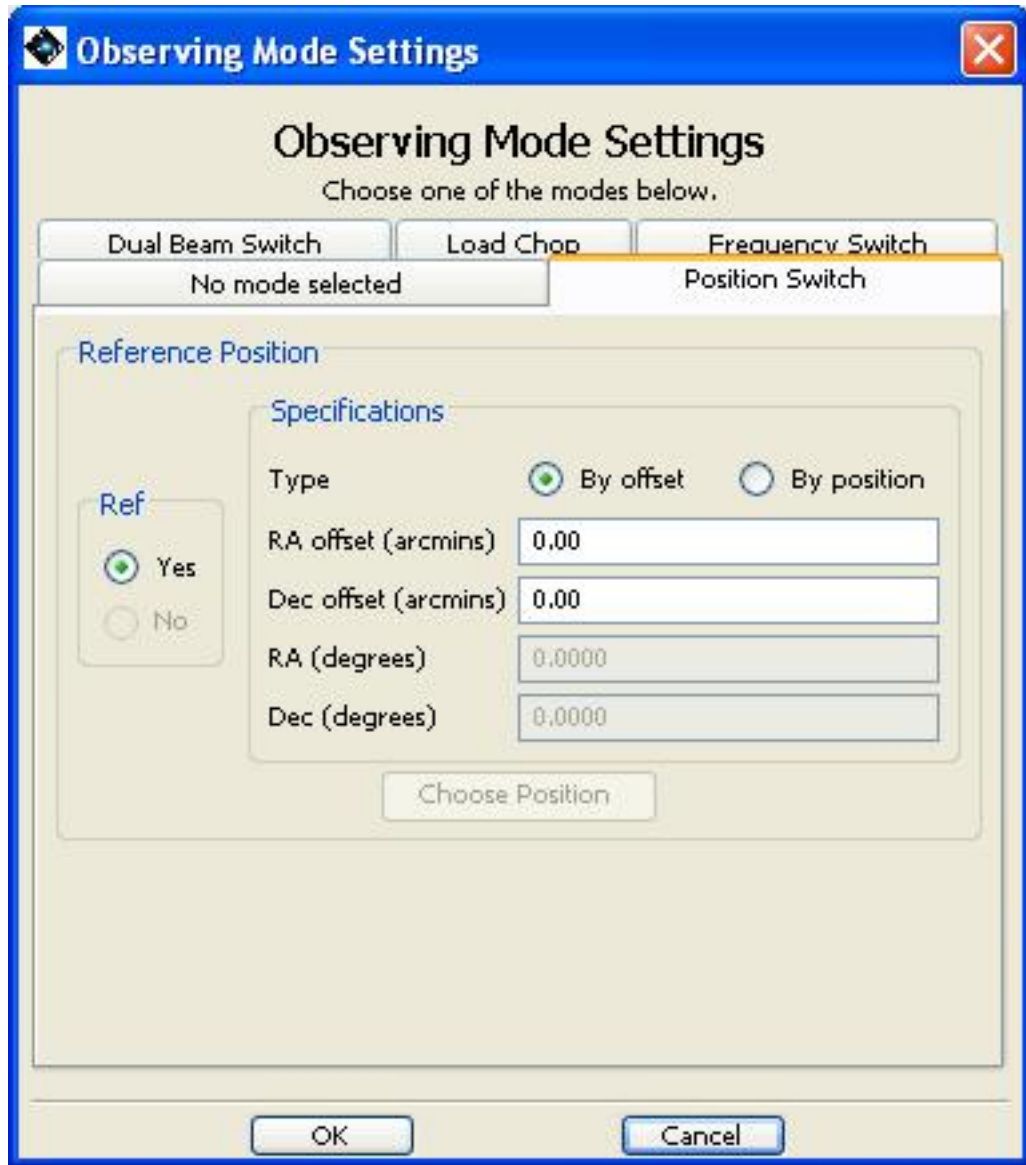 Observing Mode Settings
Observing Mode Settings
Choose one of the modes below.
Dual Beam Switch Load Chop Frequency Switch
No mode selected Position Switch
Reference Position
Specifications
Type By offset By position
Ref
RA offset (arcmins) 0.00
Yes
Dec offset (arcmins) 0.00
No
RA (degrees) 0.0000
Dec (degrees) 0.0000
Choose Position
OK Cancel